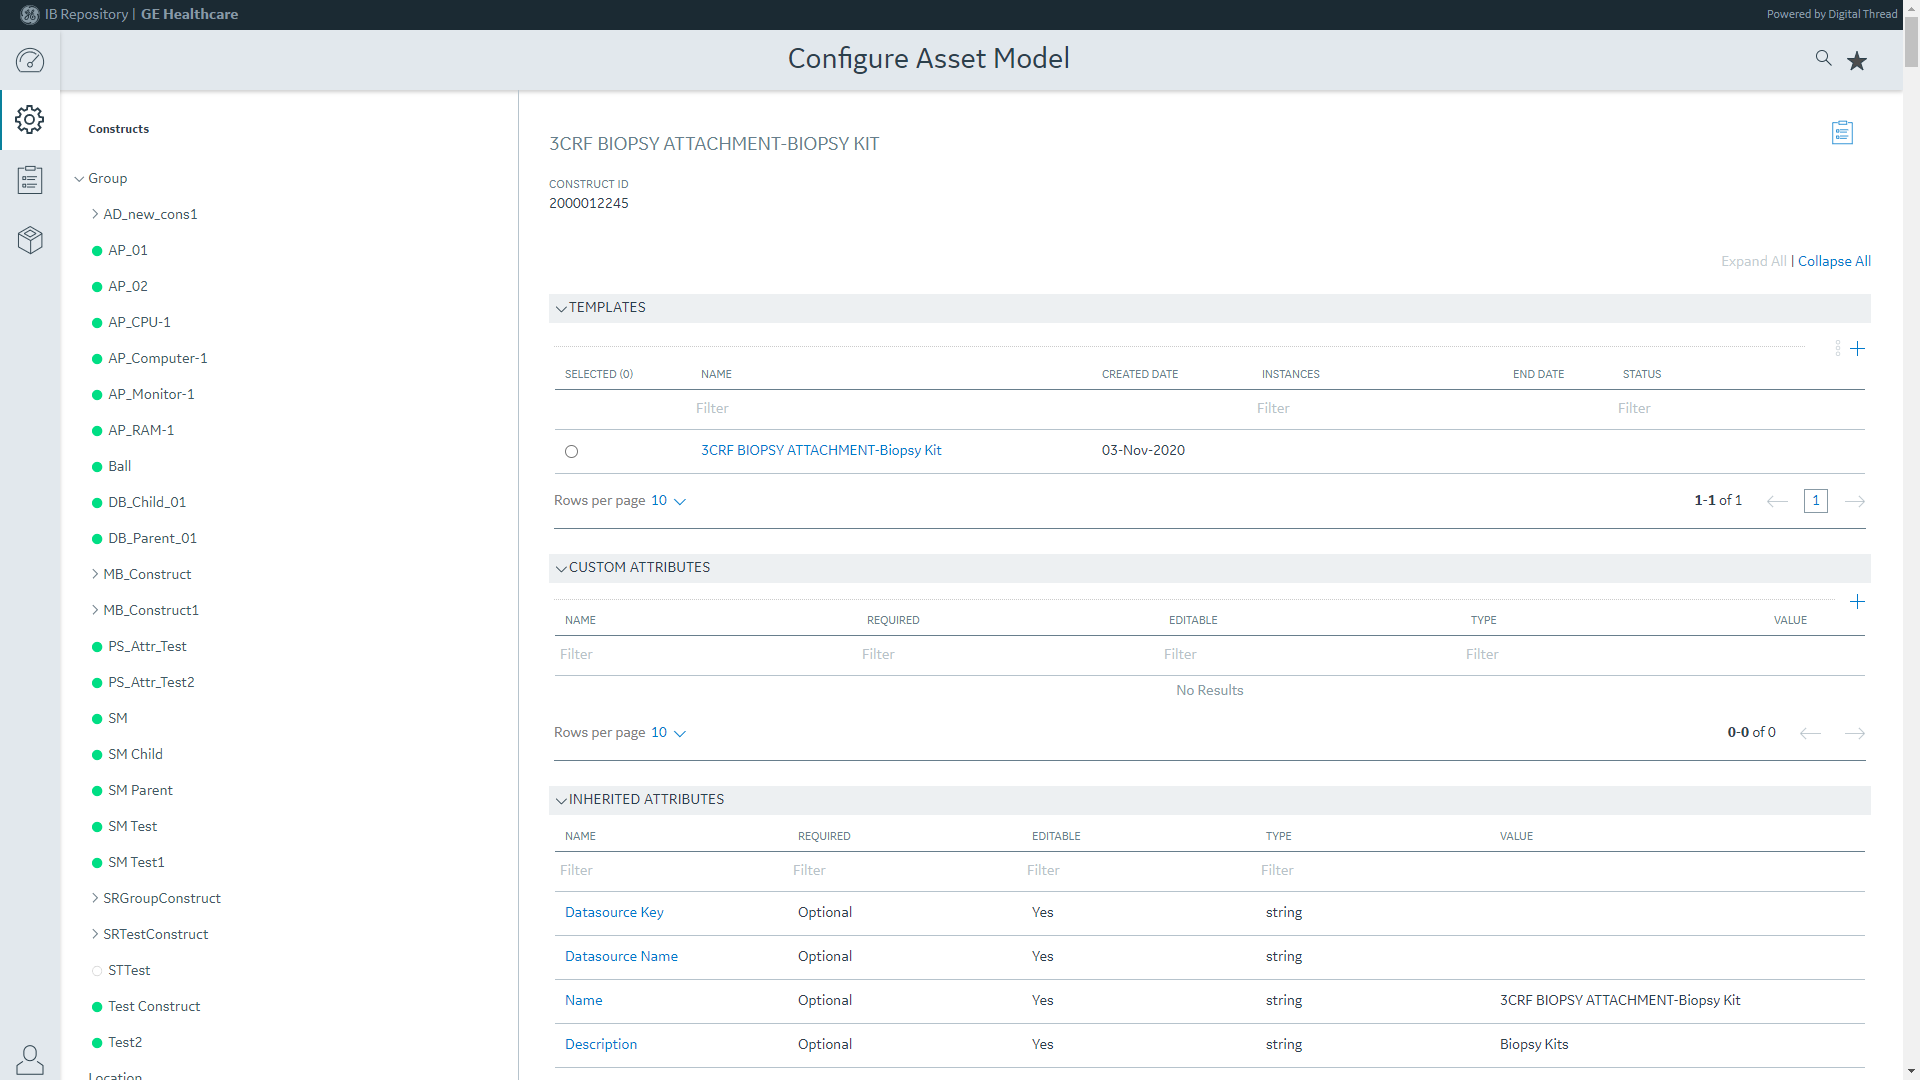 IB Repository | GE Healthcare
Powered by Digital Thread
Configure Asset Model
Constructs
Group
AD_new_cons1
AP_01
AP_02
AP_CPU-1
AP_Computer-1
AP_Monitor-1
AP_RAM-1
Ball
DB_Child_01
DB_Parent_01
MB_Construct
MB_Construct1
PS_Attr_Test
PS_Attr_Test2
SM
SM Child
SM Parent
SM Test
SM Test1
SRGroupConstruct
SRTestConstruct
STTest
Test Construct
Test2
Location
3CRF BIOPSY ATTACHMENT-BIOPSY KIT
CONSTRUCT ID
2000012245
Expand All | Collapse All
TEMPLATES
SELECTED (0) NAME CREATED DATE INSTANCES END DATE STATUS
Filter Filter Filter
3CRF BIOPSY ATTACHMENT-Biopsy Kit 03-Nov-2020
Rows per page 10 1-1 of 1 1
CUSTOM ATTRIBUTES
NAME REQUIRED EDITABLE TYPE VALUE
Filter Filter Filter Filter
No Results
Rows per page 10 0-0 of 0
INHERITED ATTRIBUTES
NAME REQUIRED EDITABLE TYPE VALUE
Filter Filter Filter Filter
Datasource Key Optional Yes string
Datasource Name Optional Yes string
Name Optional Yes string 3CRF BIOPSY ATTACHMENT-Biopsy Kit
Description Optional Yes string Biopsy Kits